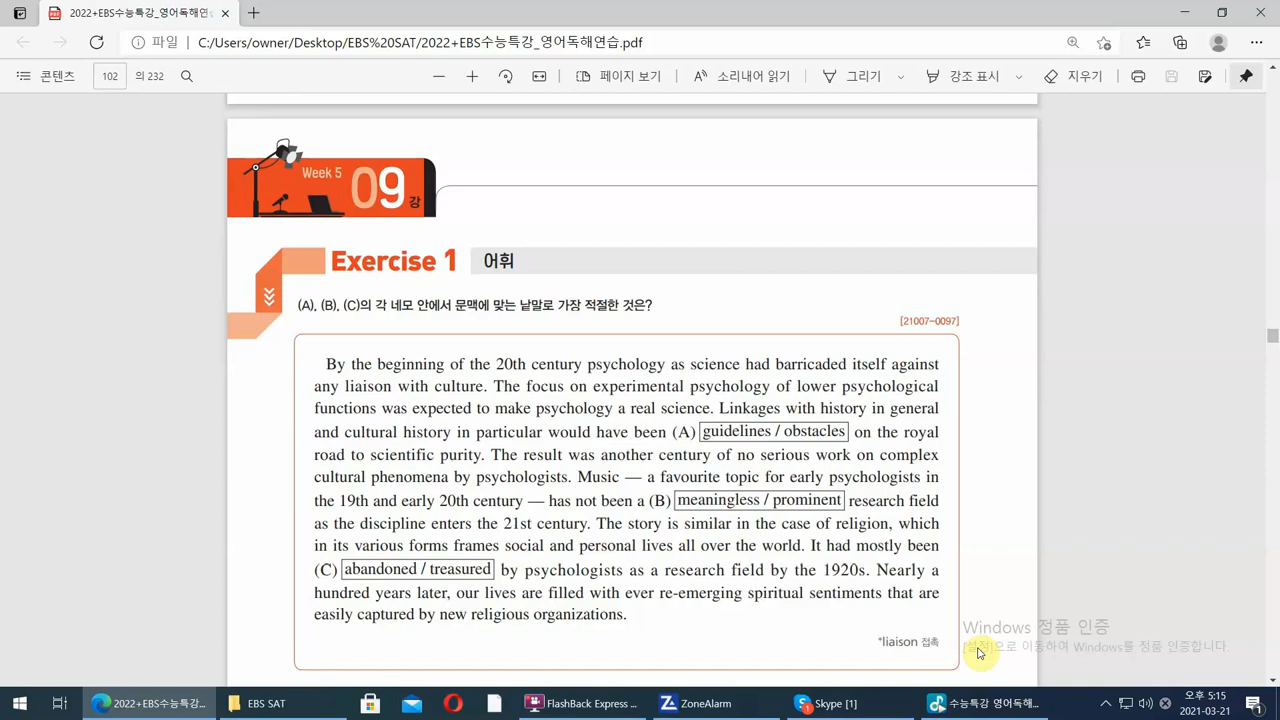 2022+EBS수능특강_영어독해연습
파일
C:/Users/owner/Desktop/EBS%20SAT/2022+EBS수능특강_영어독해연습.pdf
콘텐츠
102
의 232
페이지 보기
소리내어 읽기
그리기
강조 표시
지우기
Week 5
09강
Exercise 1
어휘
(A), (B), (C)의 각 네모 안에서 문맥에 맞는 낱말로 가장 적절한 것은?
[21007-0097]
By the beginning of the 20th century psychology as science had barricaded itself against
any liaison with culture. The focus on experimental psychology of lower psychological
functions was expected to make psychology a real science. Linkages with history in general
and cultural history in particular would have been (A) guidelines / obstacles on the royal
road to scientific purity. The result was another century of no serious work on complex
cultural phenomena by psychologists. Music — a favourite topic for early psychologists in
the 19th and early 20th century — has not been a (B) meaningless / prominent research field
as the discipline enters the 21st century. The story is similar in the case of religion, which
in its various forms frames social and personal lives all over the world. It had mostly been
(C) abandoned / treasured by psychologists as a research field by the 1920s. Nearly a
hundred years later, our lives are filled with ever re-emerging spiritual sentiments that are
easily captured by new religious organizations.
*liaison 접촉
Windows 정품 인증
[설정]으로 이동하여 Windows를 정품 인증합니다.
2022+EBS수능특강_...
EBS SAT
FlashBack Express ...
ZoneAlarm
Skype [1]
수능특강 영어독해...
오후 5:15
2021-03-21